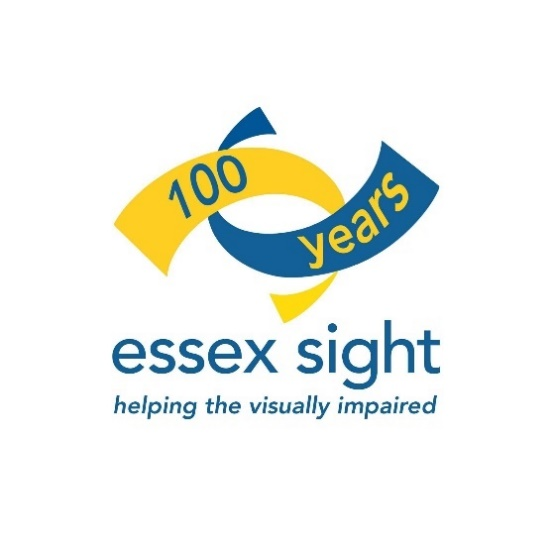 100
years
essex sight
helping the visually impaired